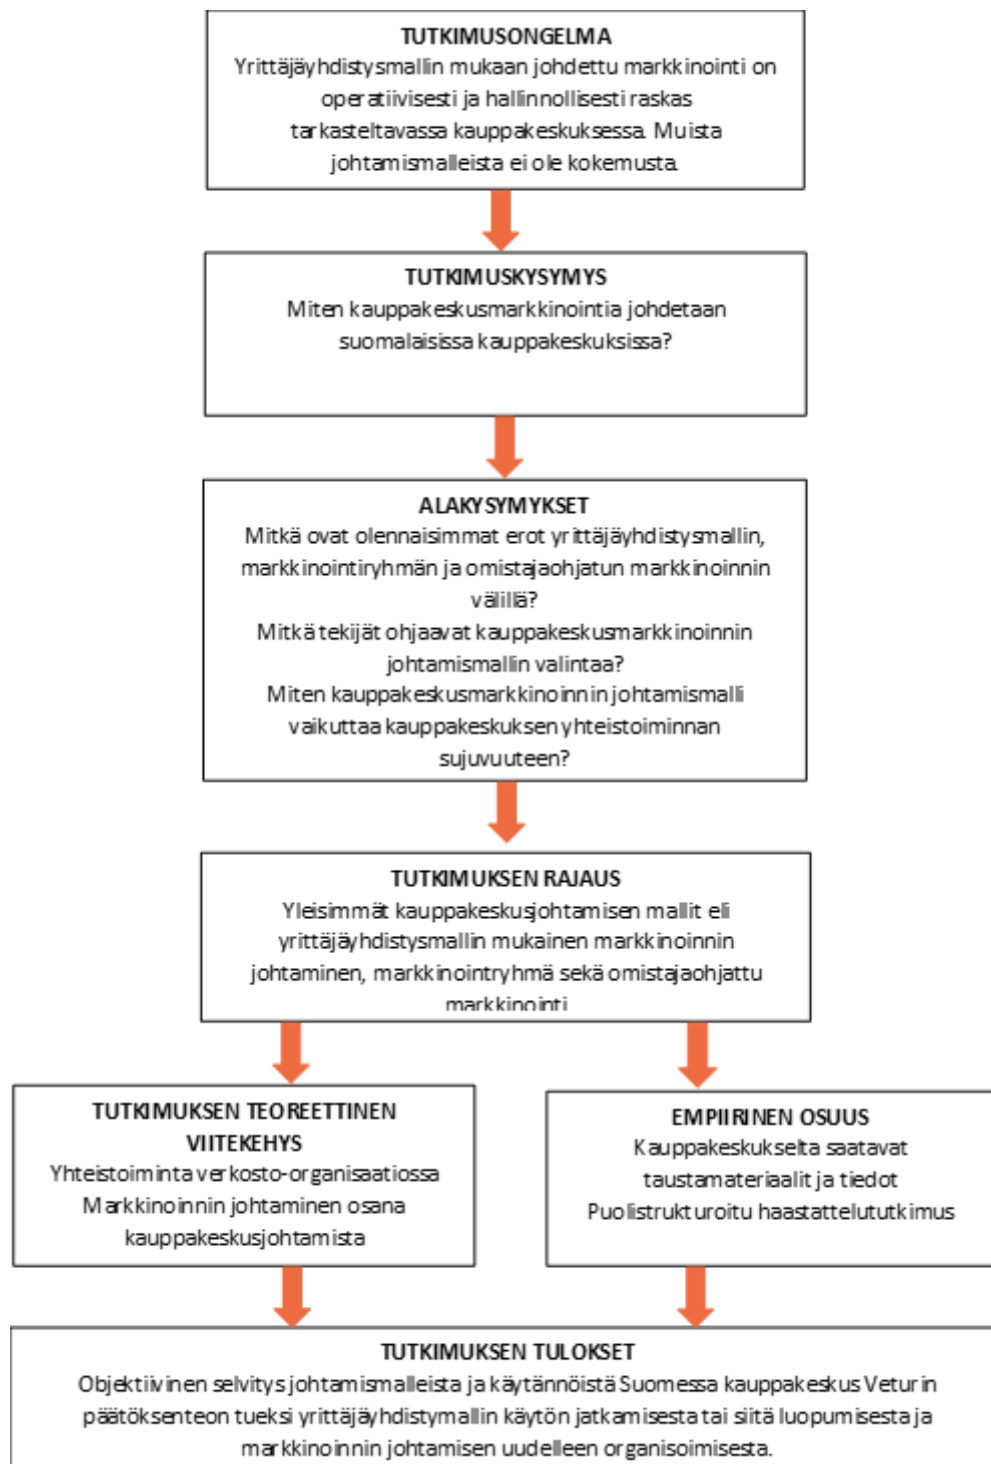 TUTKIMUSONGELMA
Yrittäjäyhdistysmallin mukaan johdettu markkinointi on
operatiivisesti ja hallinnollisesti raskas
tarkasteltavassa kauppakeskuksessa. Muista
johtamismalleista ei ole kokemusta.
TUTKIMUSKYSYMYS
Miten kauppakeskusmarkkinointia johdetaan
suomalaisissa kauppakeskuksissa?
ALAKYSYMYKSET
Mitkä ovat olennaisimmat erot yrittäjäyhdistysmallin,
markkinointiryhmän ja omistajaohjatun markkinoinnin
välillä?
Mitkä tekijät ohjaavat kauppakeskusmarkkinoinnin
johtamismallin valintaa?
Miten kauppakeskusmarkkinoinnin johtamismalli
vaikuttaa kauppakeskuksen yhteistoiminnan
sujuvuuteen?
TUTKIMUKSEN RAJAUS
Yleisimmät kauppakeskusjohtamisen mallit eli
yrittäjäyhdistysmallin mukainen markkinoinnin
johtaminen, markkinointryhmä sekä omistajaohjattu
markkinointi
TUTKIMUKSEN TEOREETTINEN
VIITEKEHYS
Yhteistoiminta verkosto-organisaatiossa
Markkinoinnin johtaminen osana
kauppakeskusjohtamista
EMPIIRINEN OSUUS
Kauppakeskukselta saatavat
taustamateriaalit ja tiedot
Puolistrukturoitu haastattelututkimus
TUTKIMUKSEN TULOKSET
Objektiivinen selvitys johtamismalleista ja käytännöistä Suomessa kauppakeskus Veturin
päätöksenteon tueksi yrittäjäyhdistymallin käytön jatkamisesta tai siitä luopumisesta ja
markkinoinnin johtamisen uudelleen organisoimisesta.